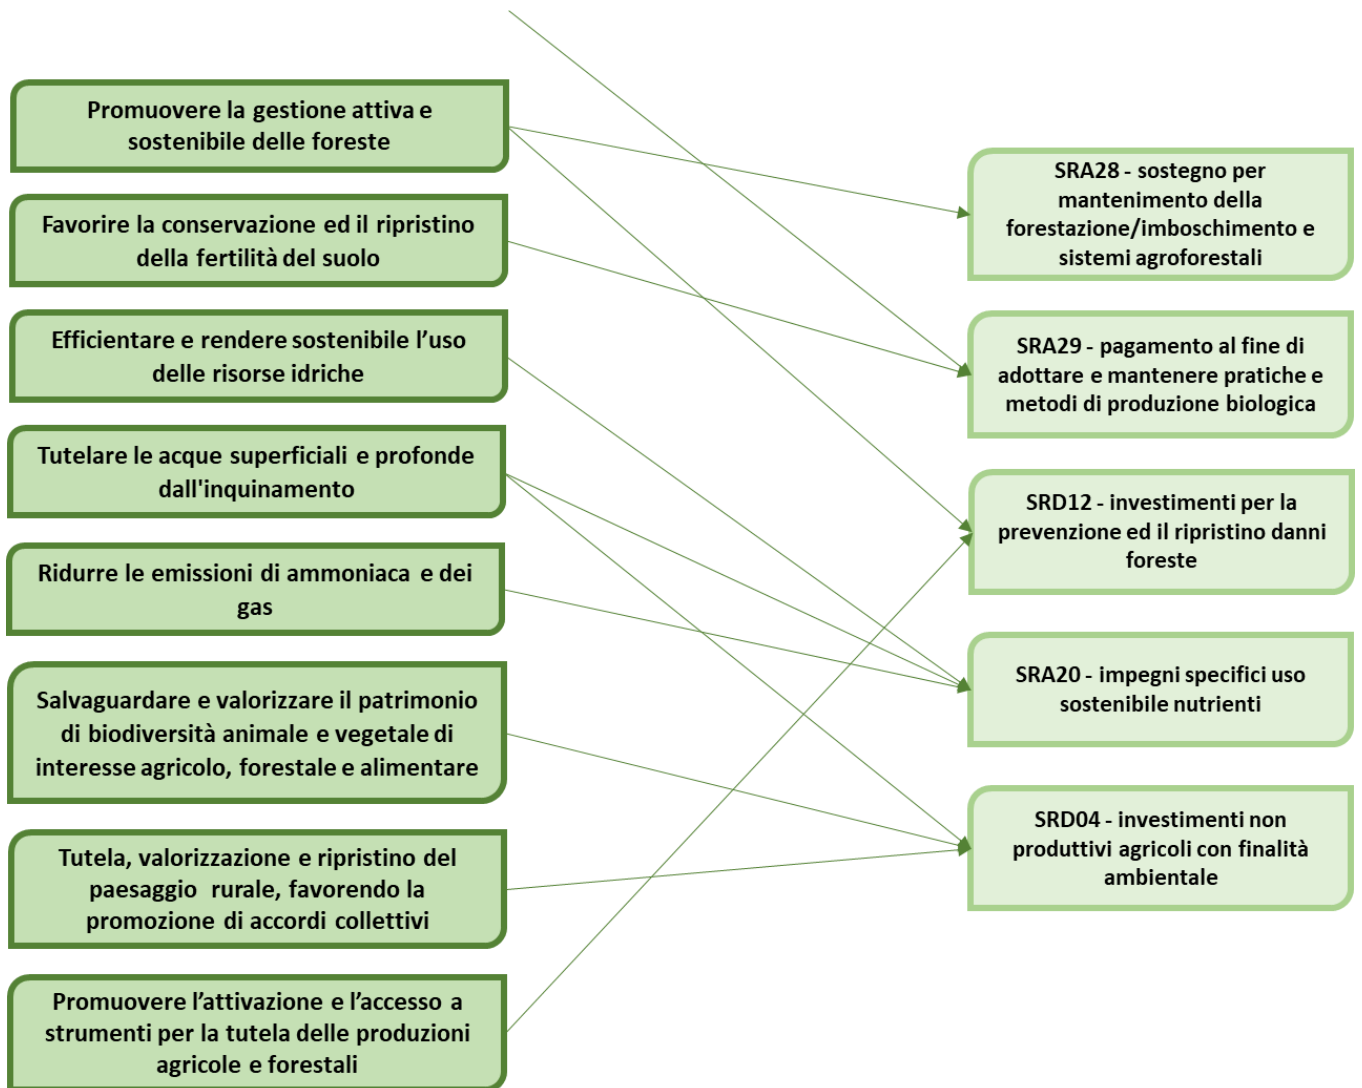 Promuovere la gestione attiva e
sostenibile delle foreste
Favorire la conservazione ed il ripristino
della fertilità del suolo
Efficientare e rendere sostenibile l’uso
delle risorse idriche
Tutelare le acque superficiali e profonde
dall'inquinamento
Ridurre le emissioni di ammoniaca e dei
gas
Salvaguardare e valorizzare il patrimonio
di biodiversità animale e vegetale di
interesse agricolo, forestale e alimentare
Tutela, valorizzazione e ripristino del
paesaggio rurale, favorendo la
promozione di accordi collettivi
Promuovere l’attivazione e l’accesso a
strumenti per la tutela delle produzioni
agricole e forestali
SRA28 - sostegno per
mantenimento della
forestazione/imboschimento e
sistemi agroforestali
SRA29 - pagamento al fine di
adottare e mantenere pratiche e
metodi di produzione biologica
SRD12 - investimenti per la
prevenzione ed il ripristino danni
foreste
SRA20 - impegni specifici uso
sostenibile nutrienti
SRD04 - investimenti non
produttivi agricoli con finalità
ambientale